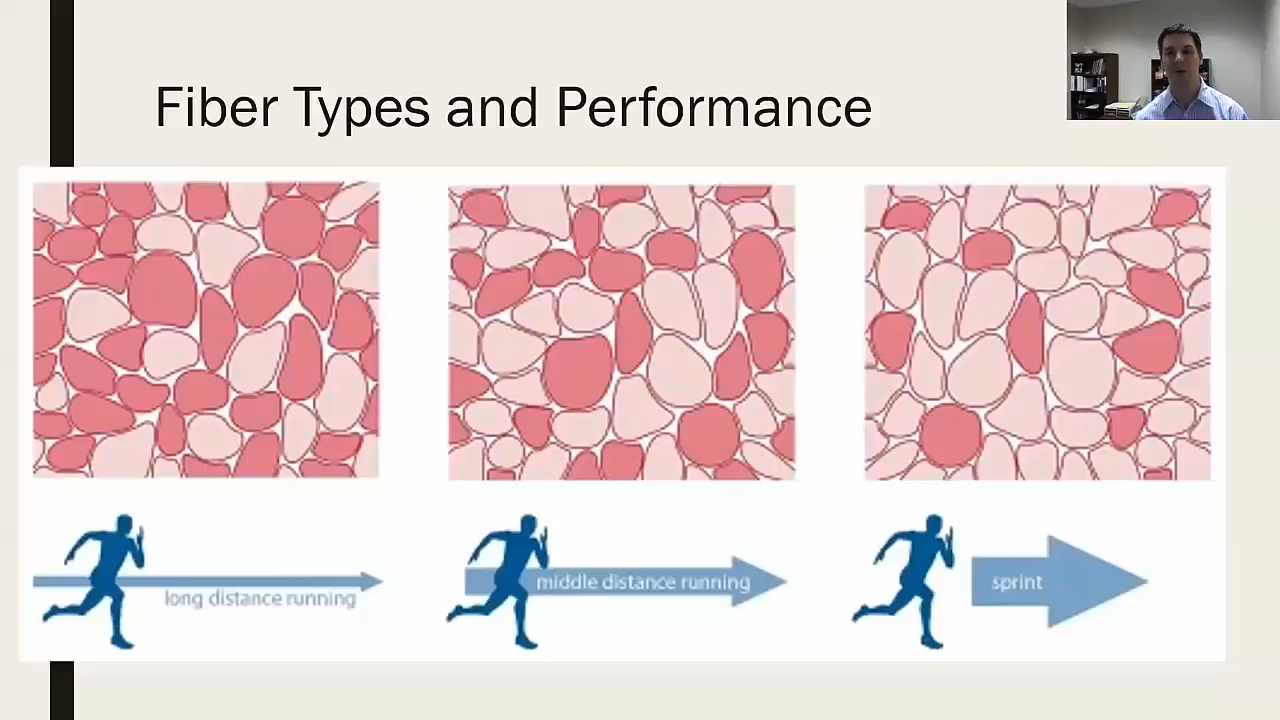 Fiber Types and Performance
long distance running
middle distance running
sprint